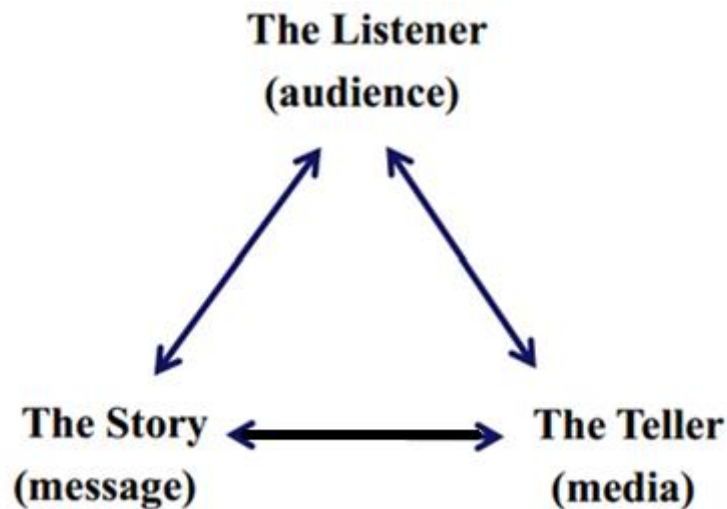 The Listener
(audience)
The Story
(message)
The Teller
(media)